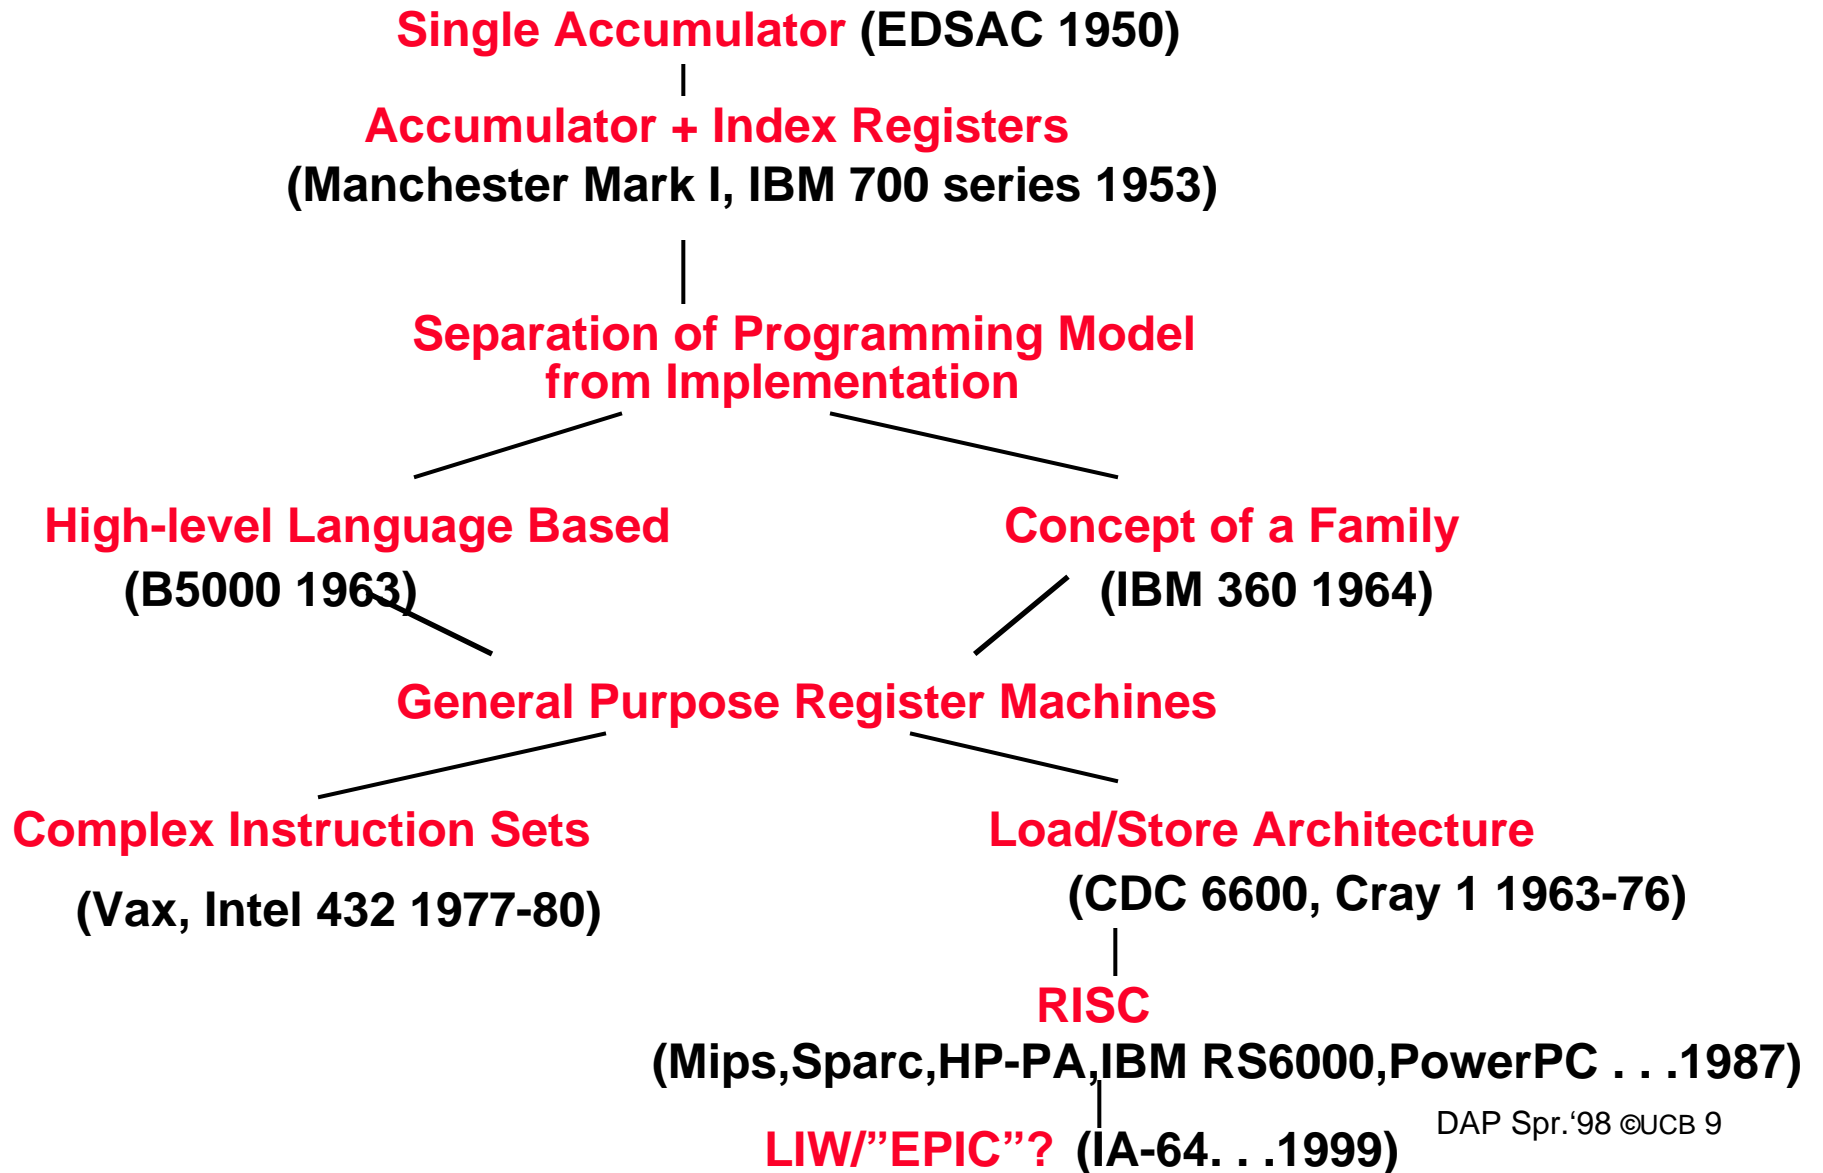 Single Accumulator (EDSAC 1950)
Accumulator + Index Registers
(Manchester Mark I, IBM 700 series 1953)
Separation of Programming Model
from Implementation
High-level Language Based
(B5000 1963)
Concept of a Family
(IBM 360 1964)
General Purpose Register Machines
Complex Instruction Sets
(Vax, Intel 432 1977-80)
Load/Store Architecture
(CDC 6600, Cray 1 1963-76)
RISC
(Mips,Sparc,HP-PA,IBM RS6000,PowerPC . . .1987)
LIW/”EPIC”? (IA-64. . .1999)
DAP Spr.‘98 ©UCB 9